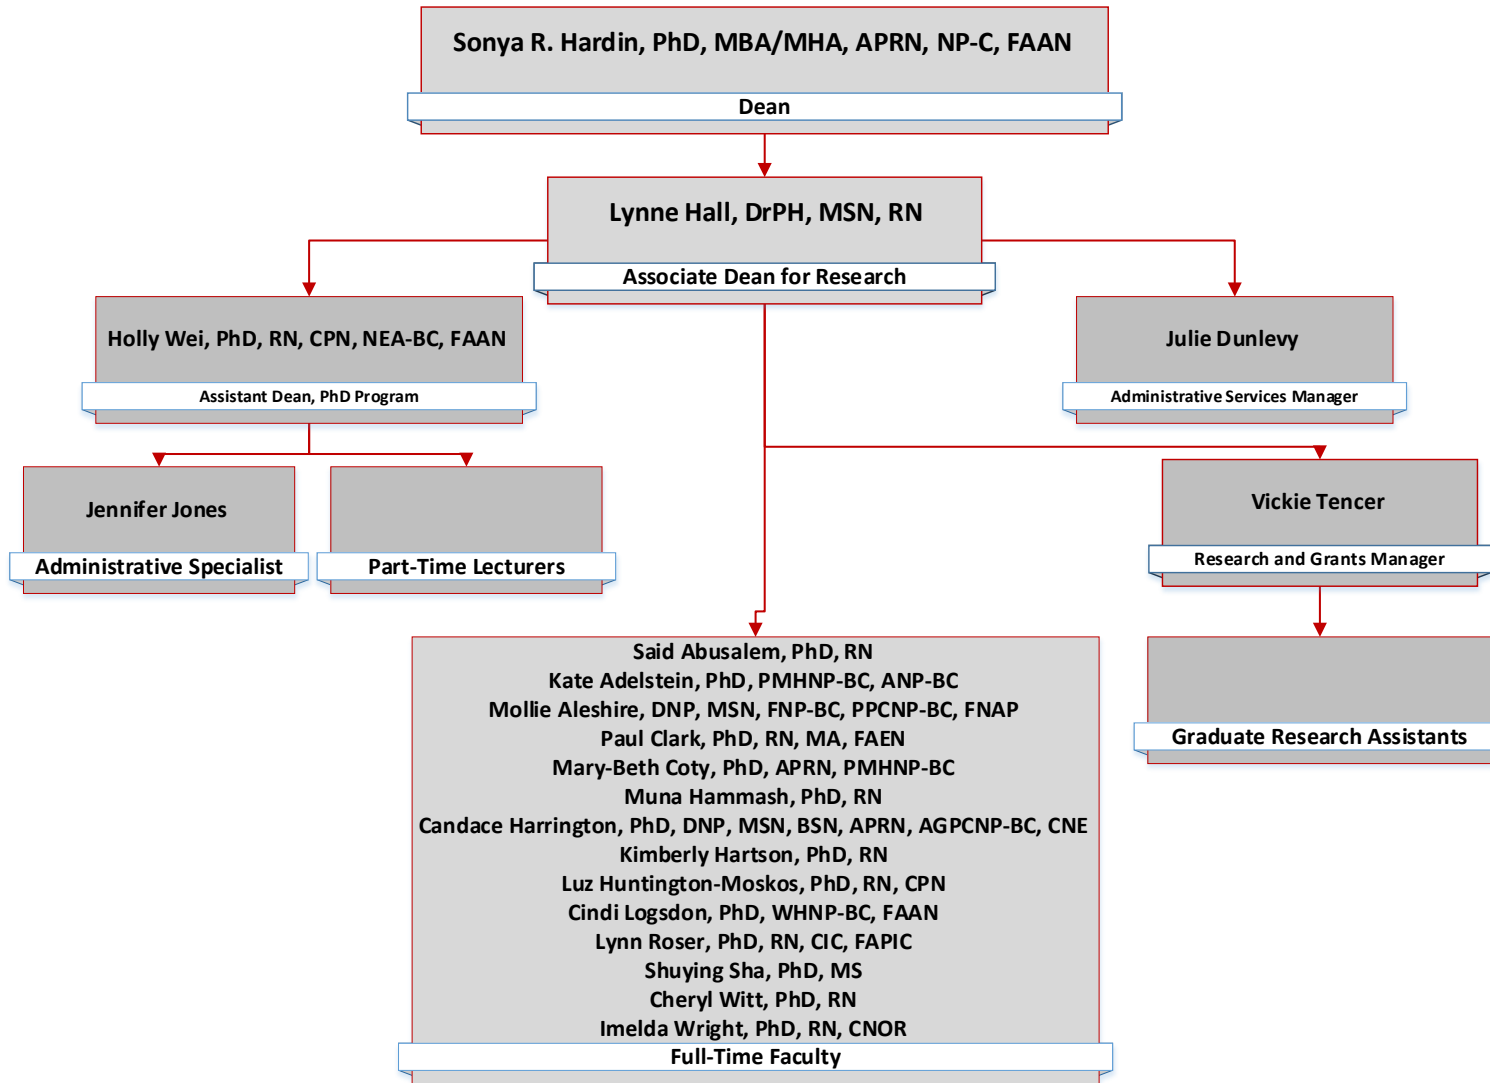 Sonya R. Hardin, PhD, MBA/MHA, APRN, NP-C, FAAN
Dean
Lynne Hall, DrPH, MSN, RN
Associate Dean for Research
Holly Wei, PhD, RN, CPN, NEA-BC, FAAN
Assistant Dean, PhD Program
Julie Dunlevy
Administrative Services Manager
Jennifer Jones
Administrative Specialist
Part-Time Lecturers
Vickie Tencer
Research and Grants Manager
Graduate Research Assistants
Said Abusalem, PhD, RN
Kate Adelstein, PhD, PMHNP-BC, ANP-BC
Mollie Aleshire, DNP, MSN, FNP-BC, PPCNP-BC, FNAP
Paul Clark, PhD, RN, MA, FAEN
Mary-Beth Coty, PhD, APRN, PMHNP-BC
Muna Hammash, PhD, RN
Candace Harrington, PhD, DNP, MSN, BSN, APRN, AGPCNP-BC, CNE
Kimberly Hartson, PhD, RN
Luz Huntington-Moskos, PhD, RN, CPN
Cindi Logsdon, PhD, WHNP-BC, FAAN
Lynn Roser, PhD, RN, CIC, FAPIC
Shuying Sha, PhD, MS
Cheryl Witt, PhD, RN
Imelda Wright, PhD, RN, CNOR
Full-Time Faculty